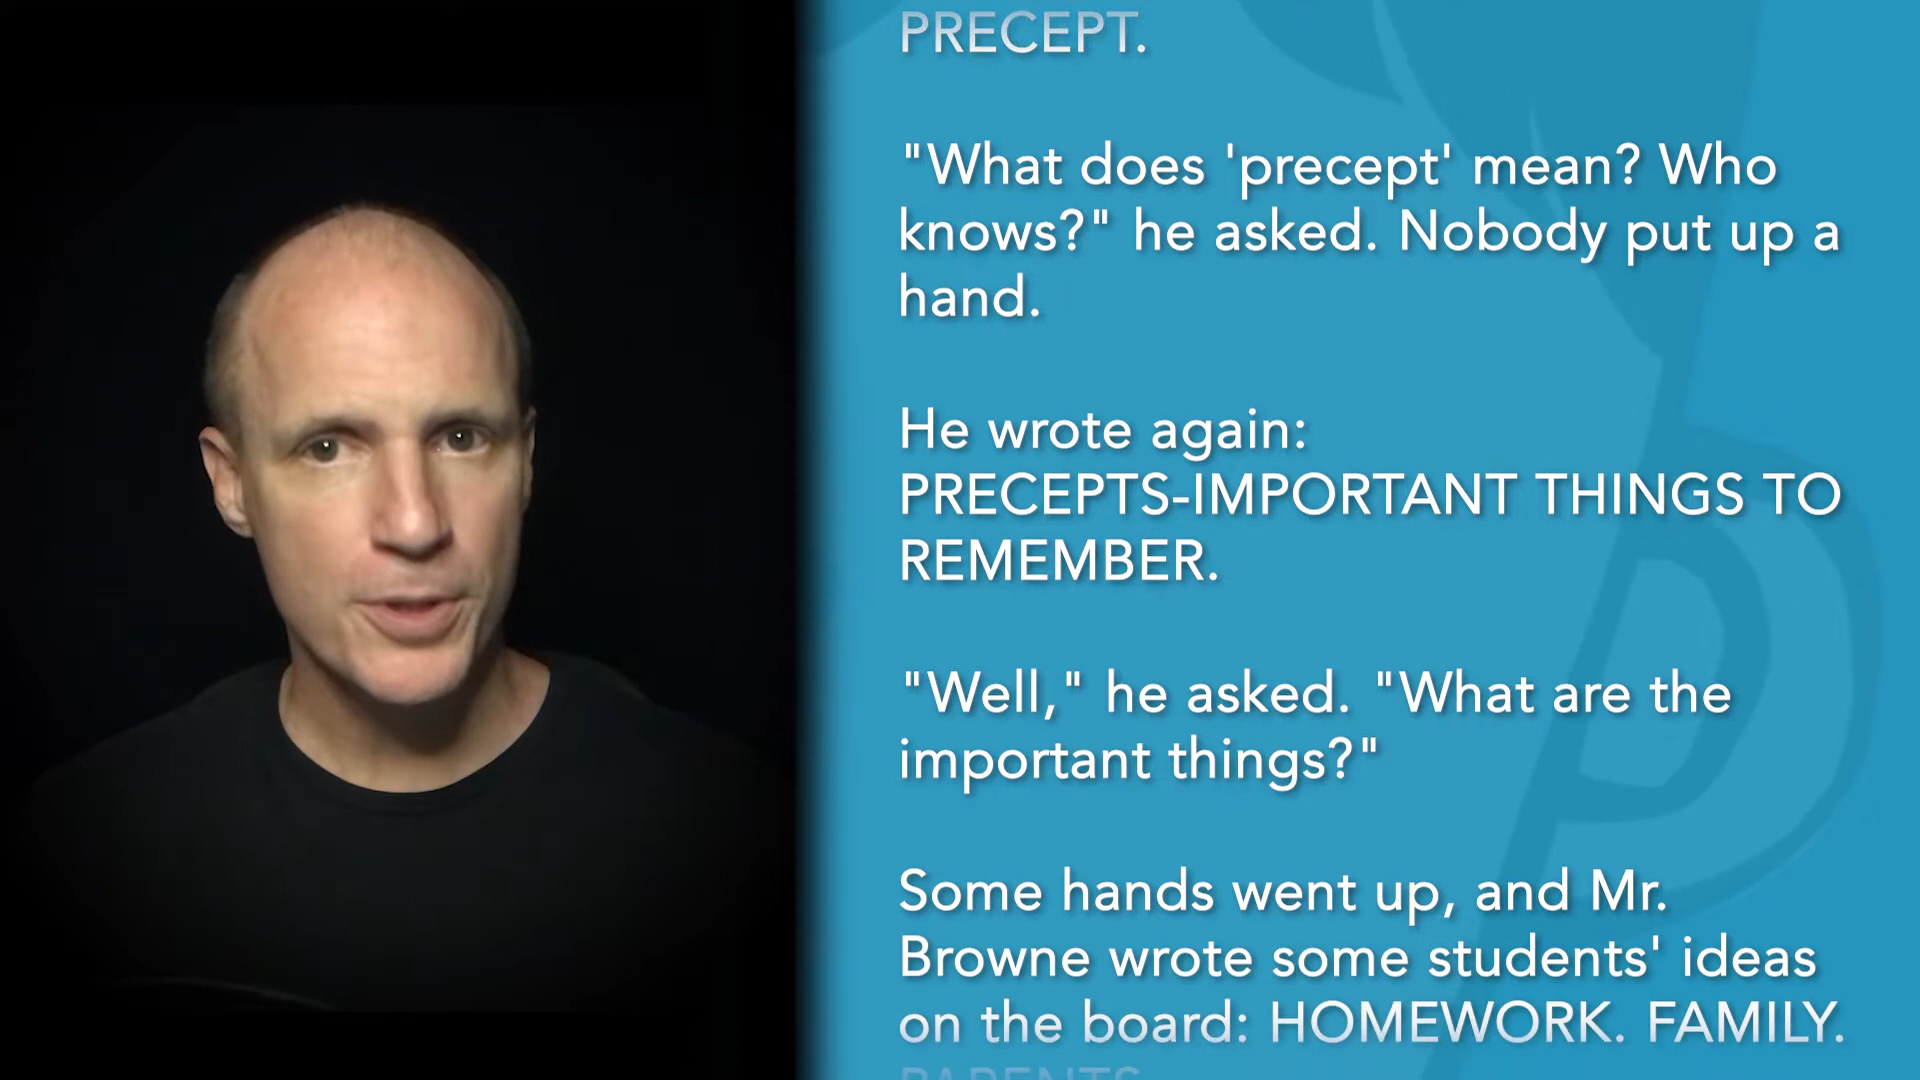 PRECEPT.
"What does 'precept' mean? Who
knows?" he asked. Nobody put up a
hand.
He wrote again:
PRECEPTS-IMPORTANT THINGS TO
REMEMBER.
"Well," he asked. "What are the
important things?"
Some hands went up, and Mr.
Browne wrote some students' ideas
on the board: HOMEWORK. FAMILY.
PARENTS.